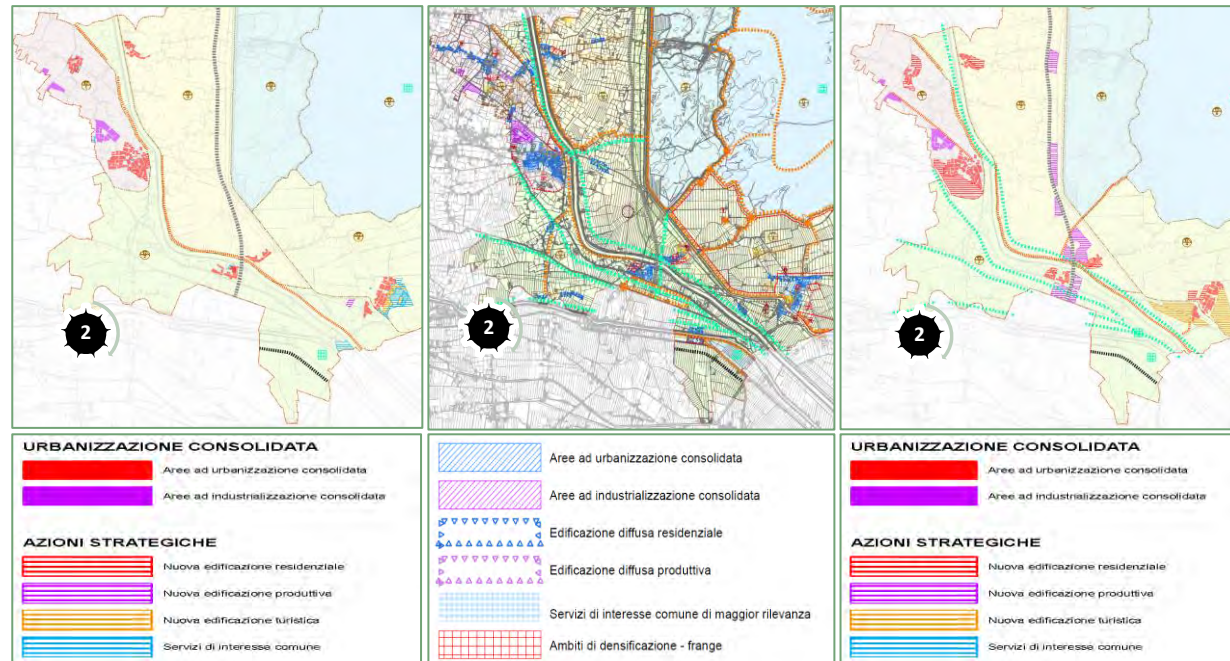 2
2
2
URBANIZZAZIONE CONSOLIDATA
Aree ad urbanizzazione consolidata
Aree ad industrializzazione consolidata
AZIONI STRATEGICHE
Nuova edificazione residenziale
Nuova edificazione produttiva
Nuova edificazione turistica
Servizi di interesse comune
Aree ad urbanizzazione consolidata
Aree ad industrializzazione consolidata
Edificazione diffusa residenziale
Edificazione diffusa produttiva
Servizi di interesse comune di maggior rilevanza
Ambiti di densificazione - frange
URBANIZZAZIONE CONSOLIDATA
Aree ad urbanizzazione consolidata
Aree ad industrializzazione consolidata
AZIONI STRATEGICHE
Nuova edificazione residenziale
Nuova edificazione produttiva
Nuova edificazione turistica
Servizi di interesse comune